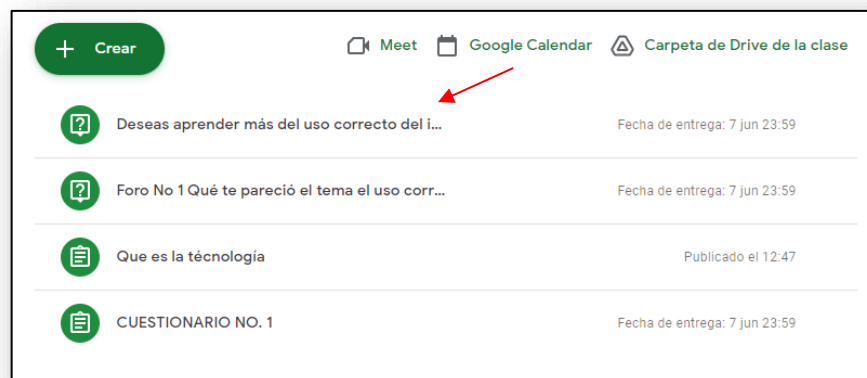 + Crear
Meet Google Calendar Carpeta de Drive de la clase
Deseas aprender más del uso correcto del i... Fecha de entrega: 7 jun 23:59
Foro No 1 Qué te pareció el tema el uso corr... Fecha de entrega: 7 jun 23:59
Que es la técnología Publicado el 12:47
CUESTIONARIO NO. 1 Fecha de entrega: 7 jun 23:59